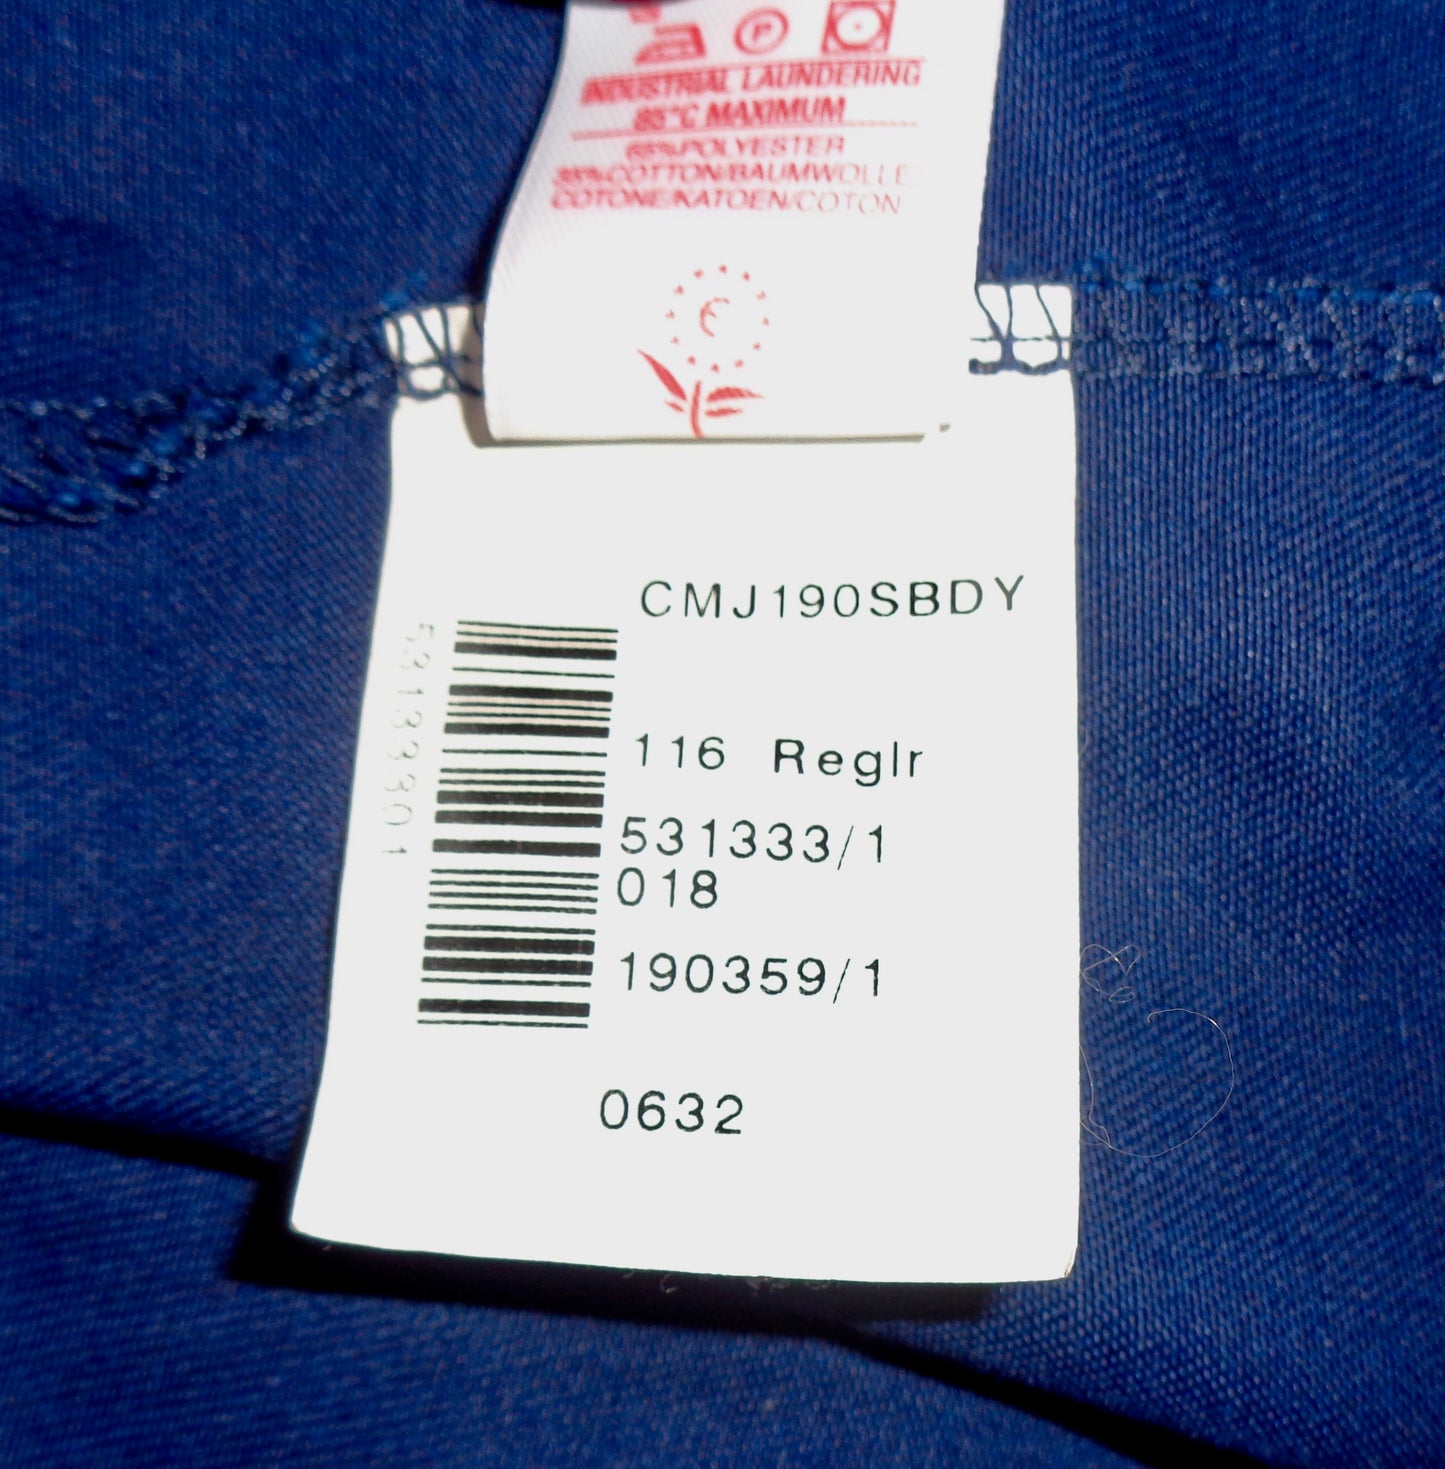 P
INDUSTRIAL LAUNDERING
85°C MAXIMUM
65%POLYESTER
35%COTTON/BAUMWOLLE
COTONE/KATOEN/COTON
CMJ190SBDY
53133301
116 Reglr
531333/1
018
190359/1
0632